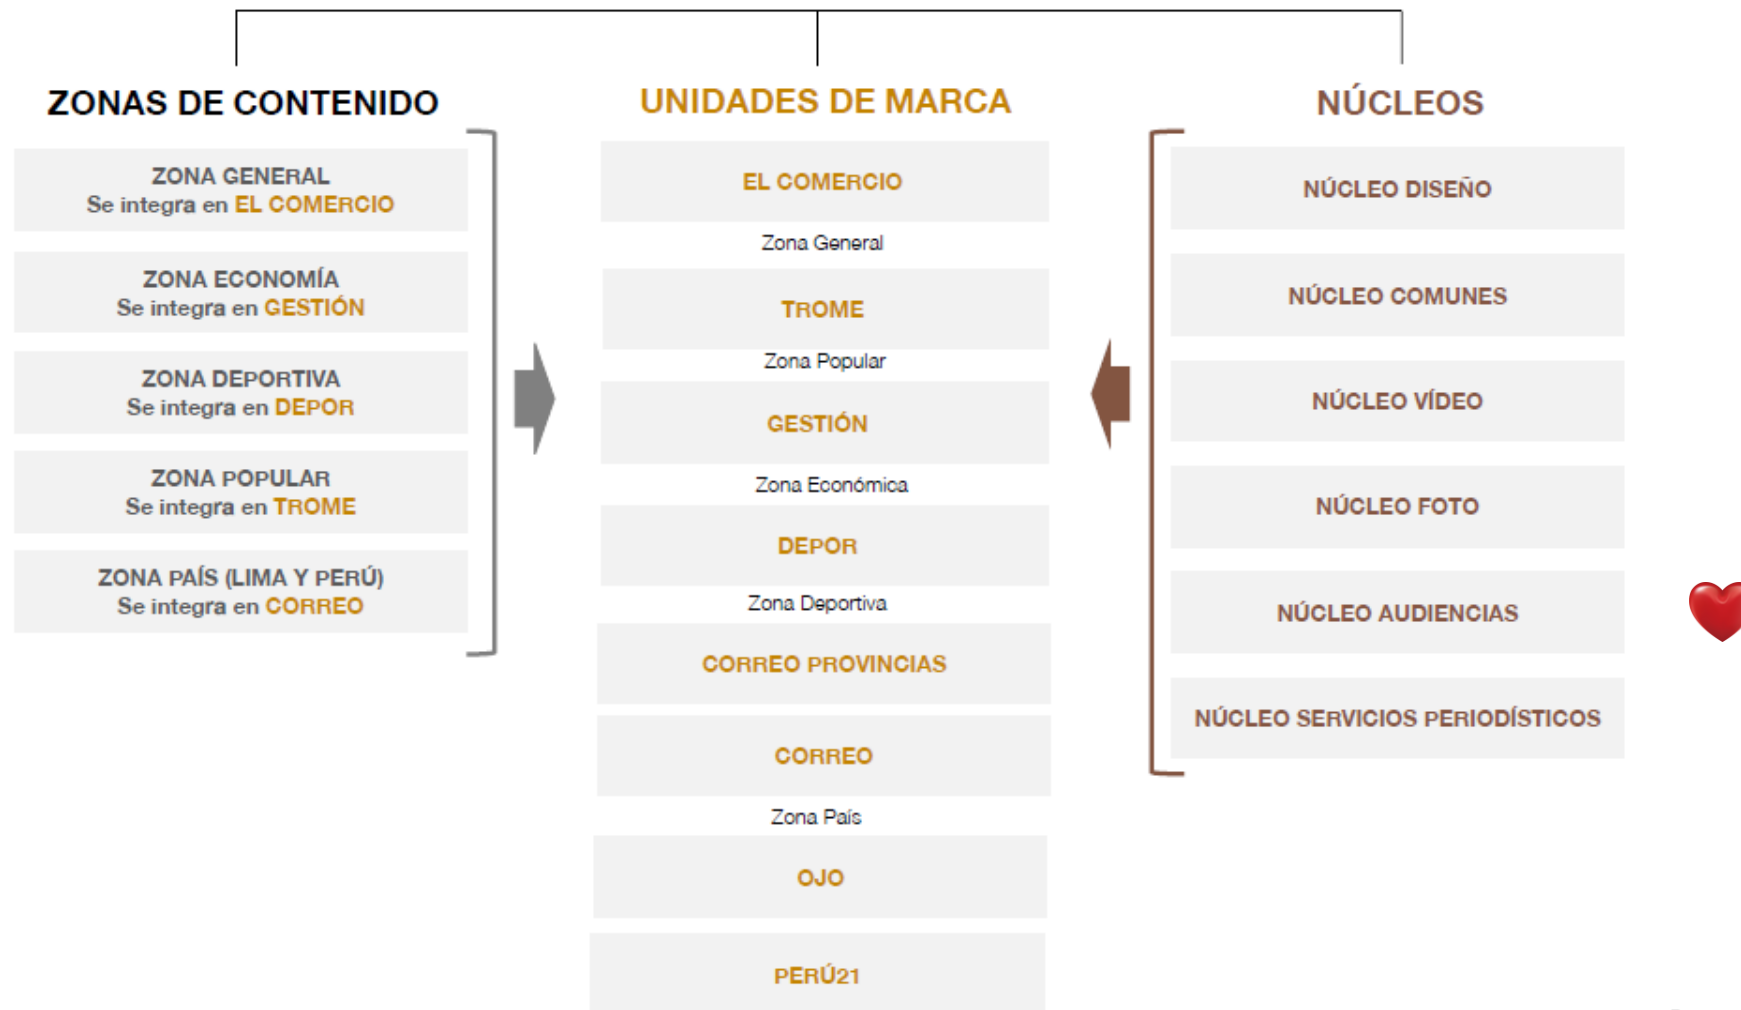 ZONAS DE CONTENIDO
ZONA GENERAL
Se integra en EL COMERCIO
ZONA ECONOMÍA
Se integra en GESTIÓN
ZONA DEPORTIVA
Se integra en DEPOR
ZONA POPULAR
Se integra en TROME
ZONA PAÍS (LIMA Y PERÚ)
Se integra en CORREO
UNIDADES DE MARCA
EL COMERCIO
Zona General
TROME
Zona Popular
GESTIÓN
Zona Económica
DEPOR
Zona Deportiva
CORREO PROVINCIAS
CORREO
Zona País
OJO
PERÚ21
NÚCLEOS
NÚCLEO DISEÑO
NÚCLEO COMUNES
NÚCLEO VÍDEO
NÚCLEO FOTO
NÚCLEO AUDIENCIAS
NÚCLEO SERVICIOS PERIODÍSTICOS